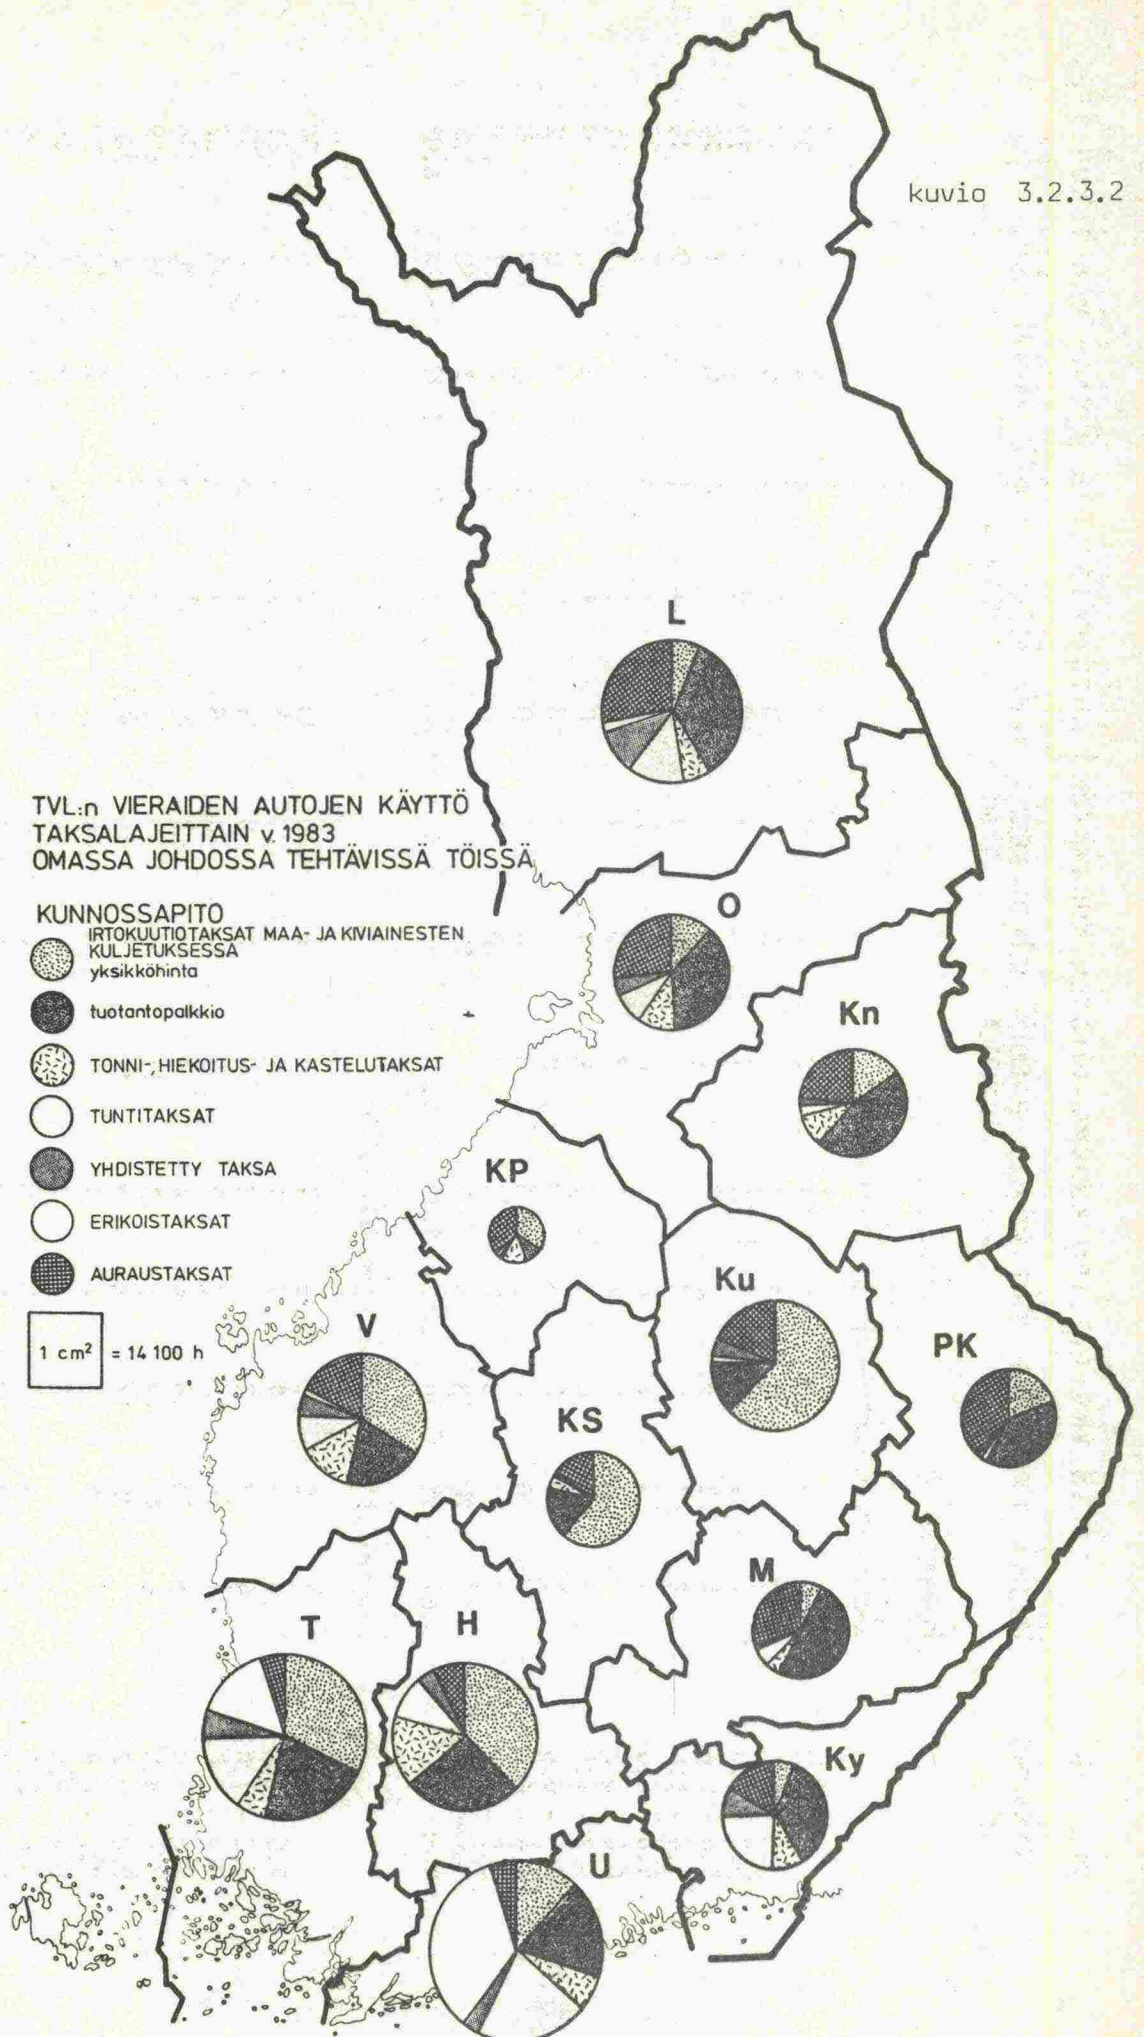 kuvio 3.2.3.2
L
TVL:n VIERAIDEN AUTOJEN KÄYTTÖ
TAKSALAJEITTAIN v. 1983
OMASSA JOHDOSSA TEHTÄVISSÄ TÖISSÄ
KUNNOSSAPITO
IRTOKUUTIOTAKSAT MAA- JA KIVIAINESTEN
KULJETUKSESSA
yksikköhinta
tuotantopalkkio
TONNI-, HIEKOITUS- JA KASTELUTAKSAT
TUNTITAKSAT
YHDISTETTY TAKSA
ERIKOISTAKSAT
AURAUSTAKSAT
1 cm² = 14 100 h
O
Kn
KP
Ku
V
PK
KS
M
T
H
Ky
U